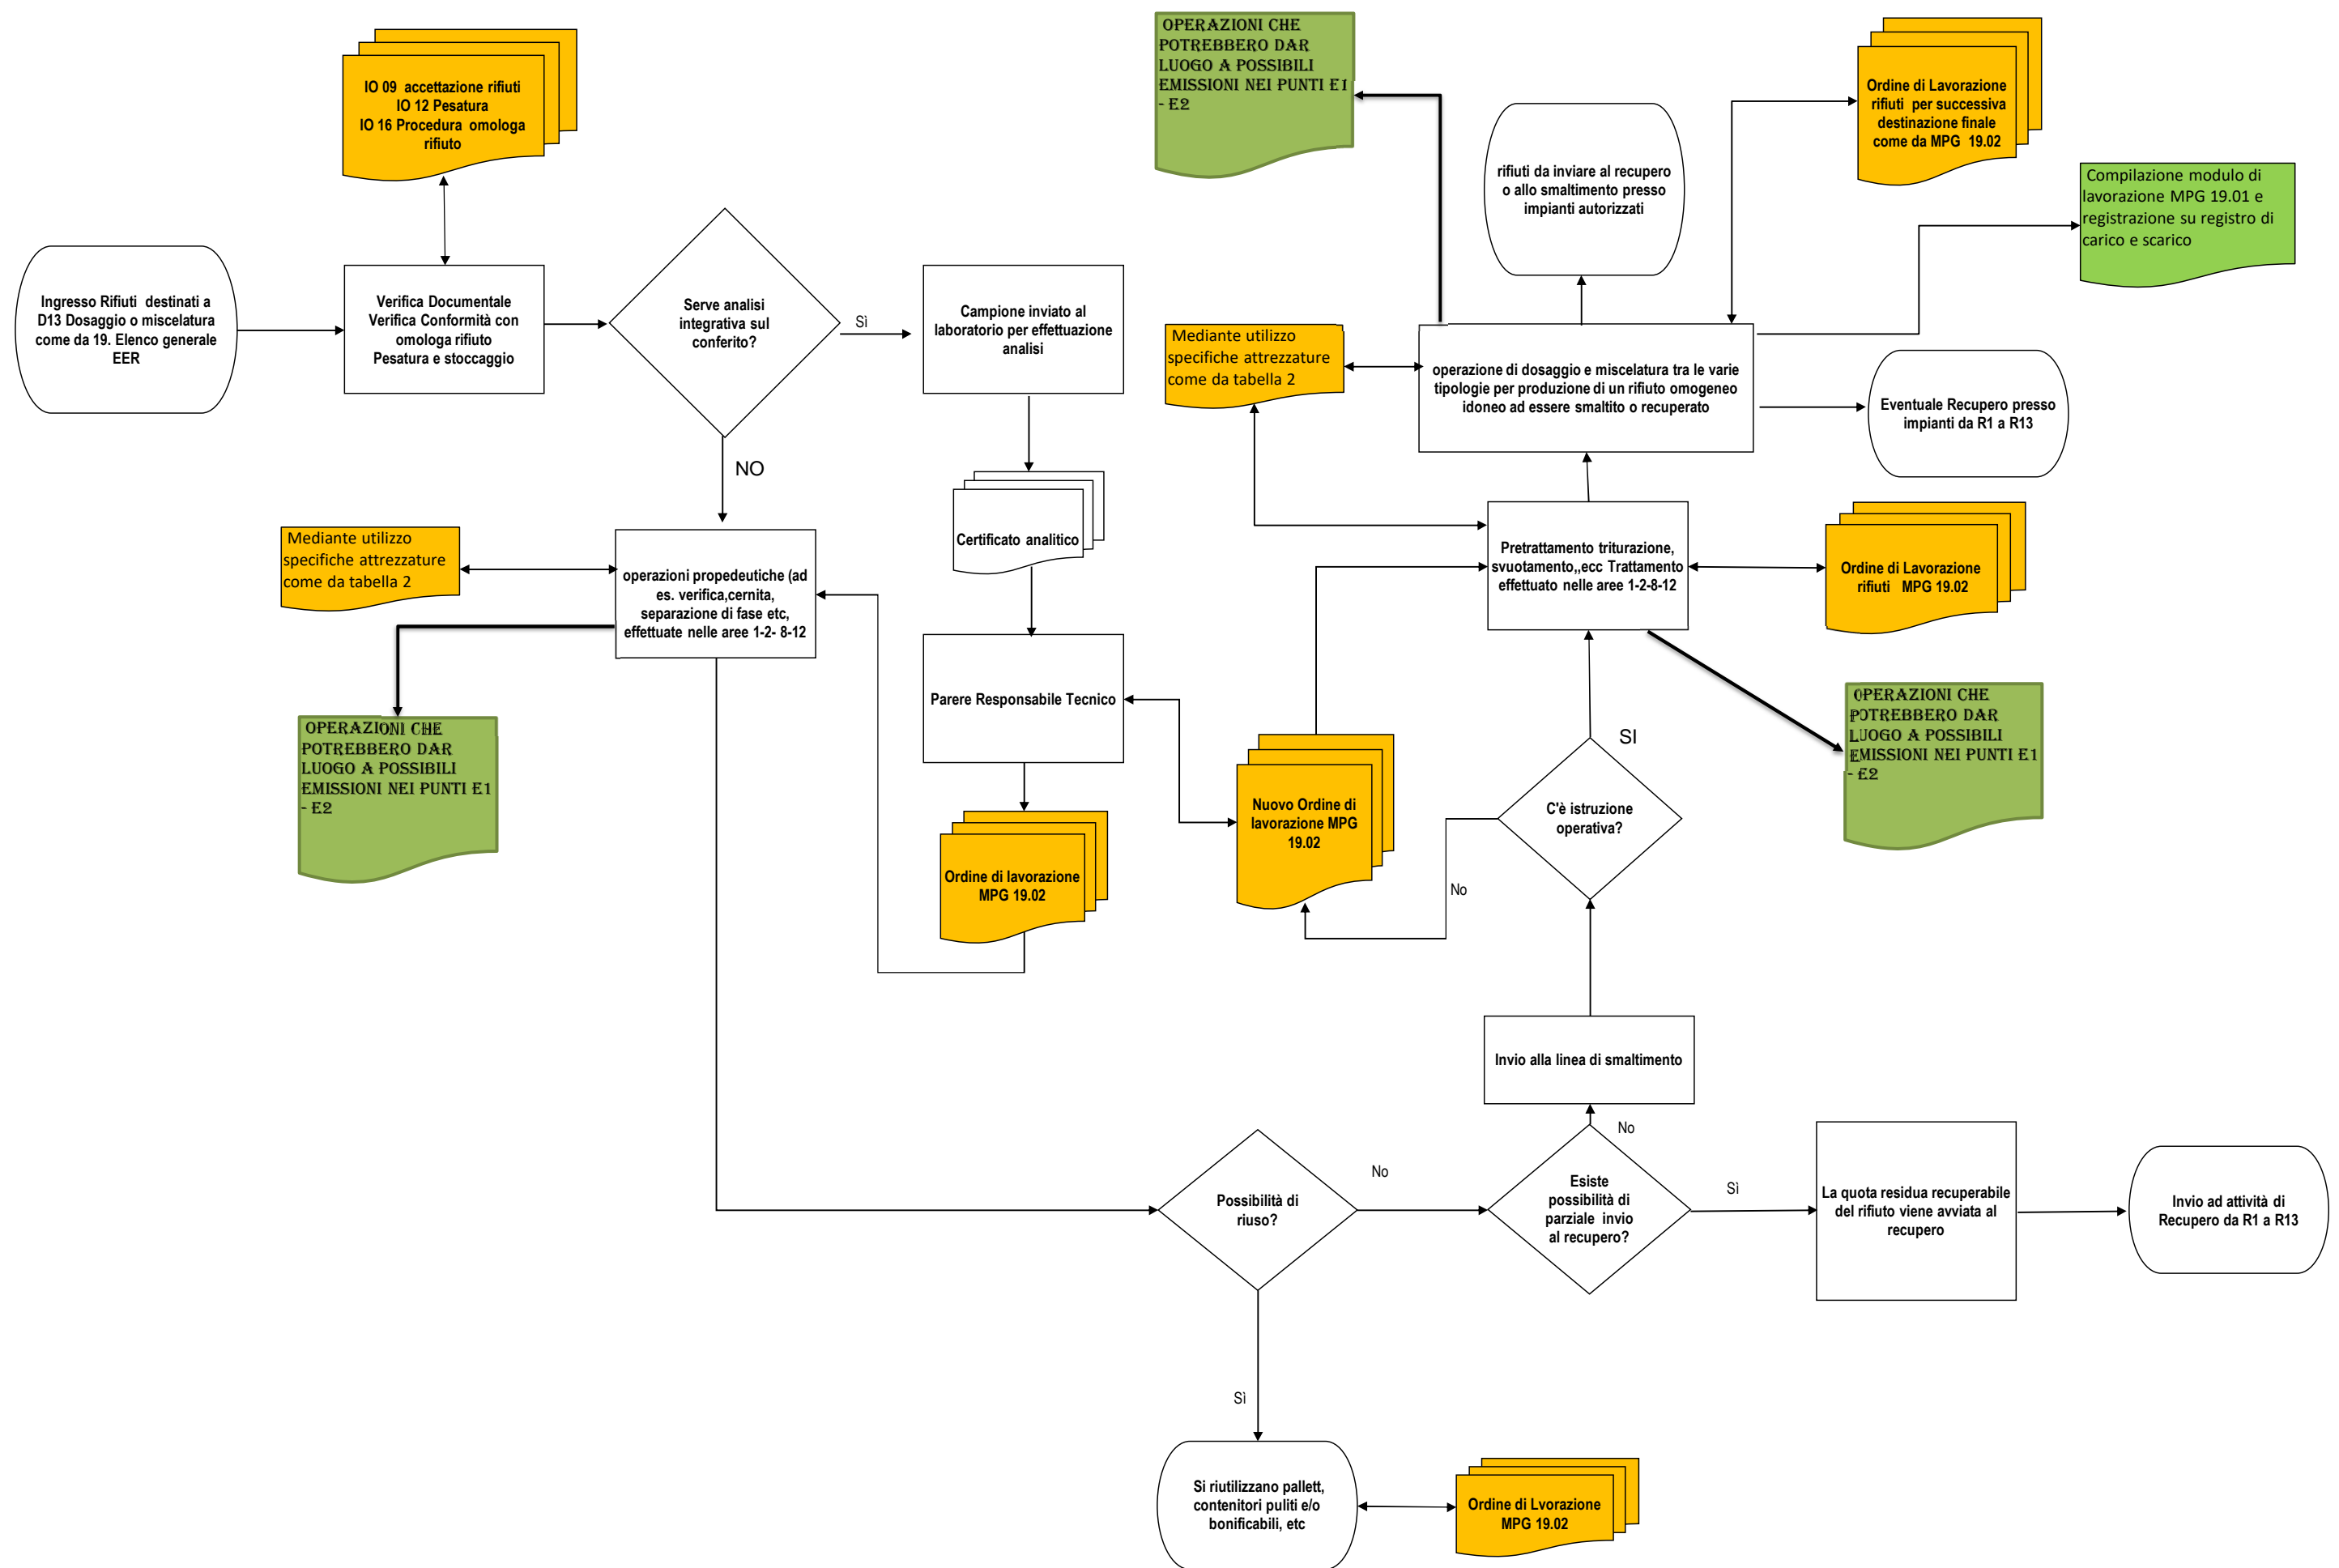 IO 09 accettazione rifiuti
IO 12 Pesatura
IO 16 Procedura omologa
rifiuto
Ingresso Rifiuti destinati a
D13 Dosaggio o miscelatura
come da 19. Elenco generale
EER
Verifica Documentale
Verifica Conformità con
omologa rifiuto
Pesatura e stoccaggio
Serve analisi
integrativa sul
conferito?
Sì
NO
Campione inviato al
laboratorio per effettuazione
analisi
Certificato analitico
Parere Responsabile Tecnico
Ordine di lavorazione
MPG 19.02
Mediante utilizzo
specifiche attrezzature
come da tabella 2
operazioni propedeutiche (ad
es. verifica,cernita,
separazione di fase etc,
effettuate nelle aree 1-2- 8-12
OPERAZIONI CHE
POTREBBERO DAR
LUOGO A POSSIBILI
EMISSIONI NEI PUNTI E1
- E2
OPERAZIONI CHE
POTREBBERO DAR
LUOGO A POSSIBILI
EMISSIONI NEI PUNTI E1
- E2
rifiuti da inviare al recupero
o allo smaltimento presso
impianti autorizzati
Ordine di Lavorazione
rifiuti per successiva
destinazione finale
come da MPG 19.02
Compilazione modulo di
lavorazione MPG 19.01 e
registrazione su registro di
carico e scarico
Mediante utilizzo
specifiche attrezzature
come da tabella 2
operazione di dosaggio e miscelatura tra le varie
tipologie per produzione di un rifiuto omogeneo
idoneo ad essere smaltito o recuperato
Eventuale Recupero presso
impianti da R1 a R13
Pretrattamento triturazione,
svuotamento,,ecc Trattamento
effettuato nelle aree 1-2-8-12
Ordine di Lavorazione
rifiuti MPG 19.02
OPERAZIONI CHE
POTREBBERO DAR
LUOGO A POSSIBILI
EMISSIONI NEI PUNTI E1
- E2
SI
C'è istruzione
operativa?
No
Nuovo Ordine di
lavorazione MPG
19.02
Invio alla linea di smaltimento
No
Possibilità di
riuso?
No
Esiste
possibilità di
parziale invio
al recupero?
Sì
La quota residua recuperabile
del rifiuto viene avviata al
recupero
Invio ad attività di
Recupero da R1 a R13
Sì
Si riutilizzano pallett,
contenitori puliti e/o
bonificabili, etc
Ordine di Lvorazione
MPG 19.02